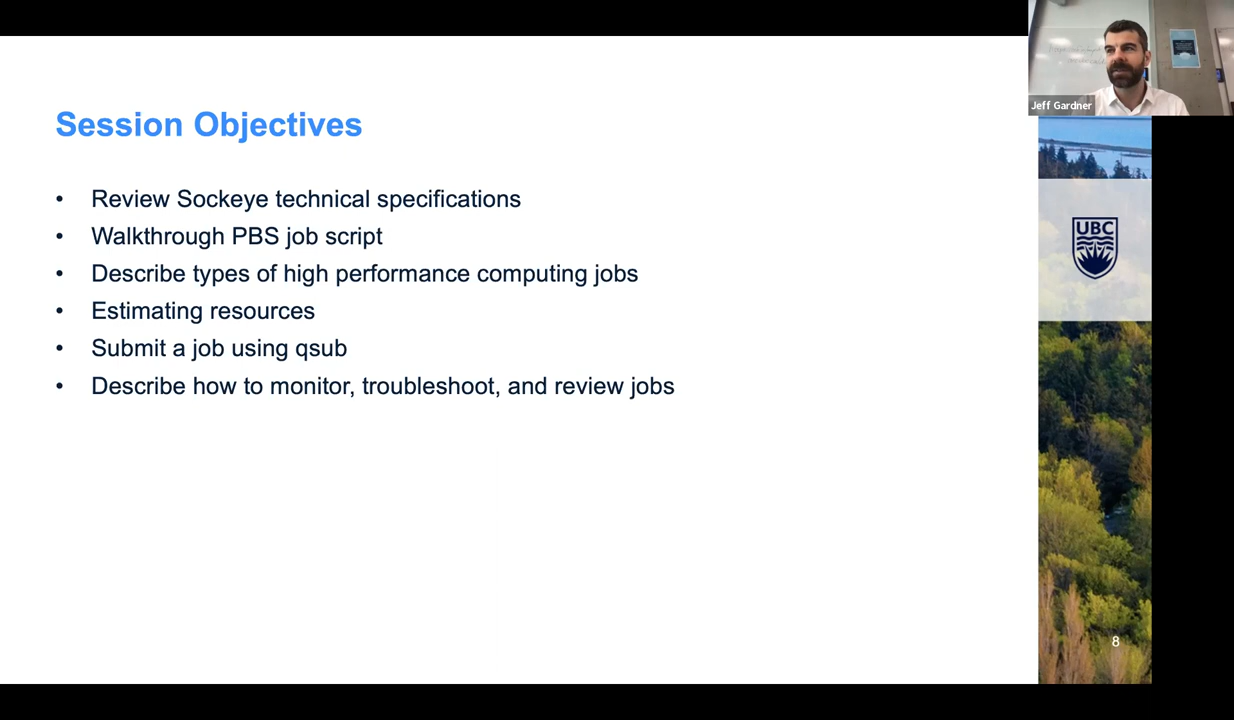 Session Objectives
• Review Sockeye technical specifications
• Walkthrough PBS job script
• Describe types of high performance computing jobs
• Estimating resources
• Submit a job using qsub
• Describe how to monitor, troubleshoot, and review jobs
Jeff Gardner
UBC
8